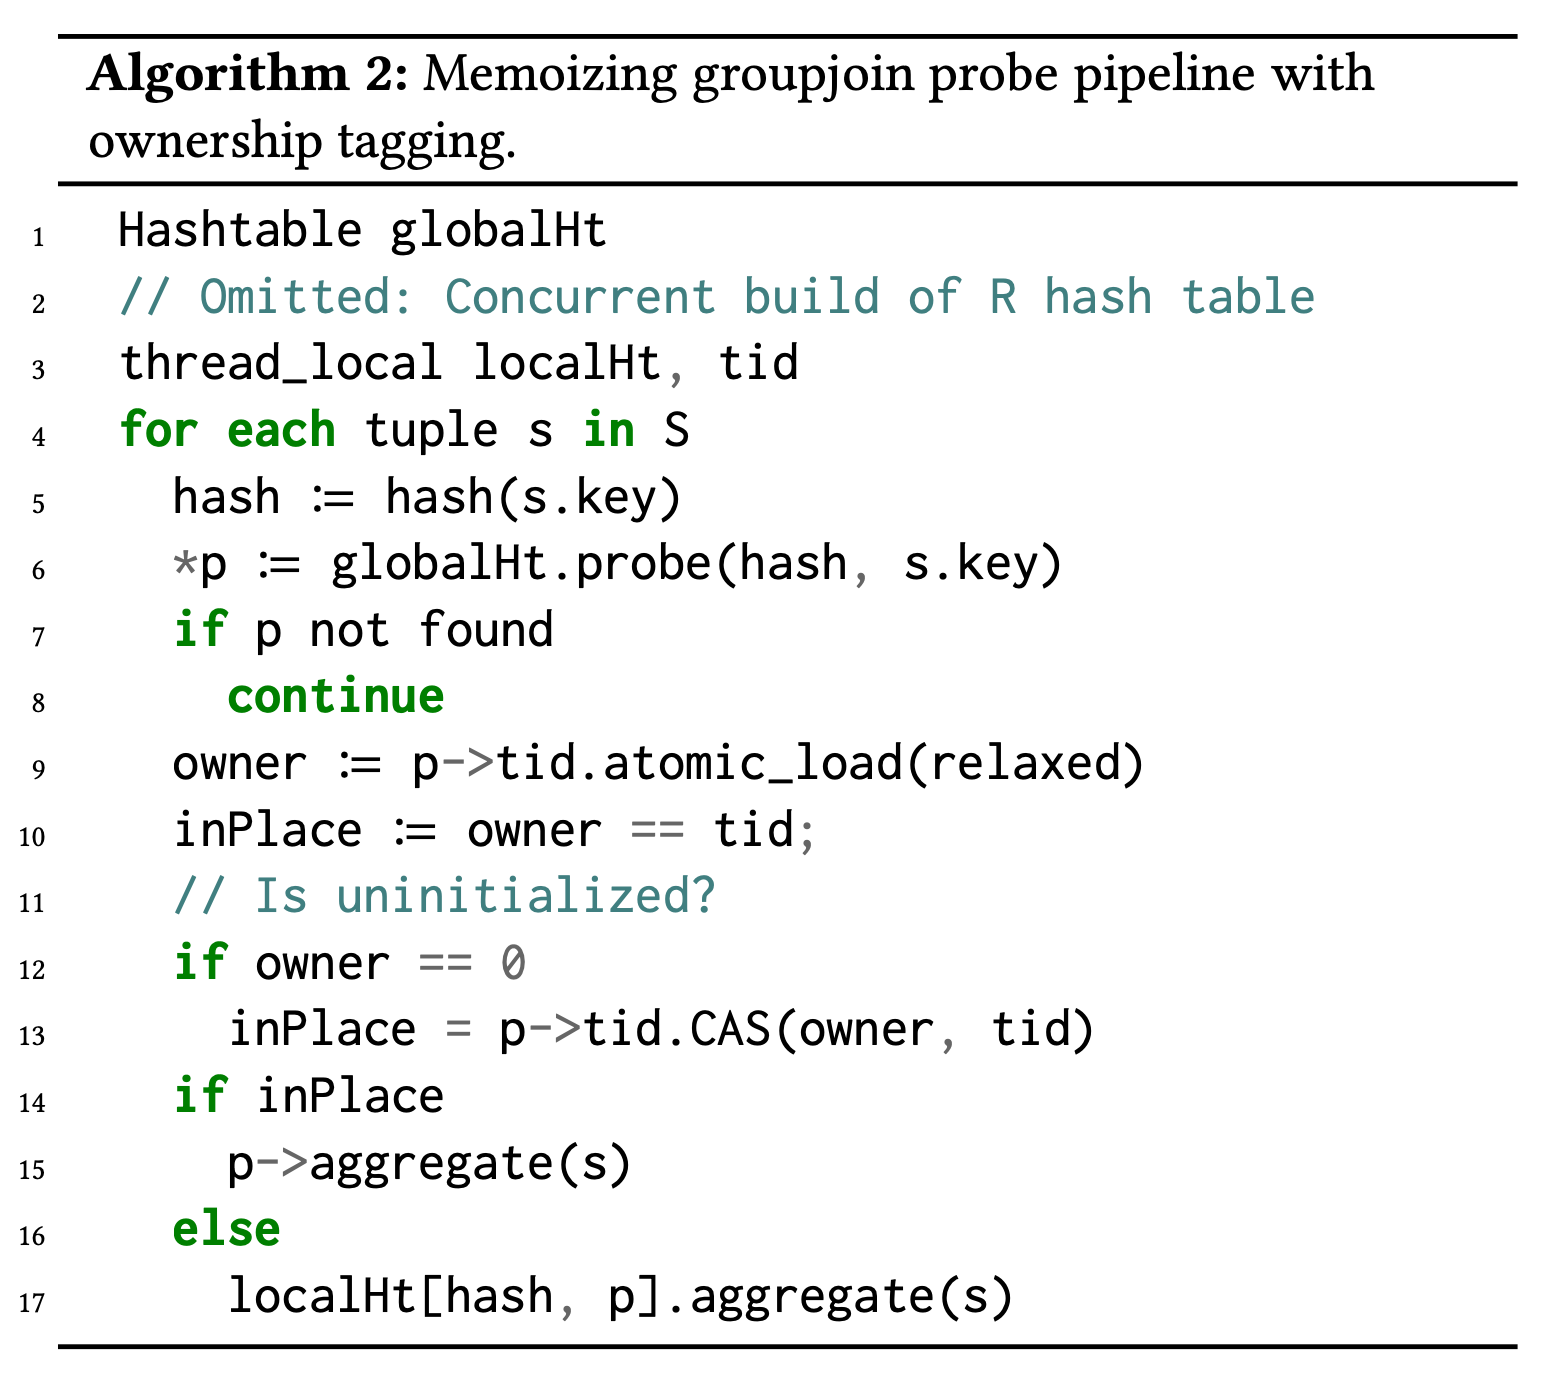 Algorithm 2: Memoizing groupjoin probe pipeline with
ownership tagging.
1 Hashtable globalHt
2 // Omitted: Concurrent build of R hash table
3 thread_local localHt, tid
4 for each tuple s in S
5 hash := hash(s.key)
6 *p := globalHt.probe(hash, s.key)
7 if p not found
8 continue
9 owner := p->tid.atomic_load(relaxed)
10 inPlace := owner == tid;
11 // Is uninitialized?
12 if owner == 0
13 inPlace = p->tid.CAS(owner, tid)
14 if inPlace
15 p->aggregate(s)
16 else
17 localHt[hash, p].aggregate(s)